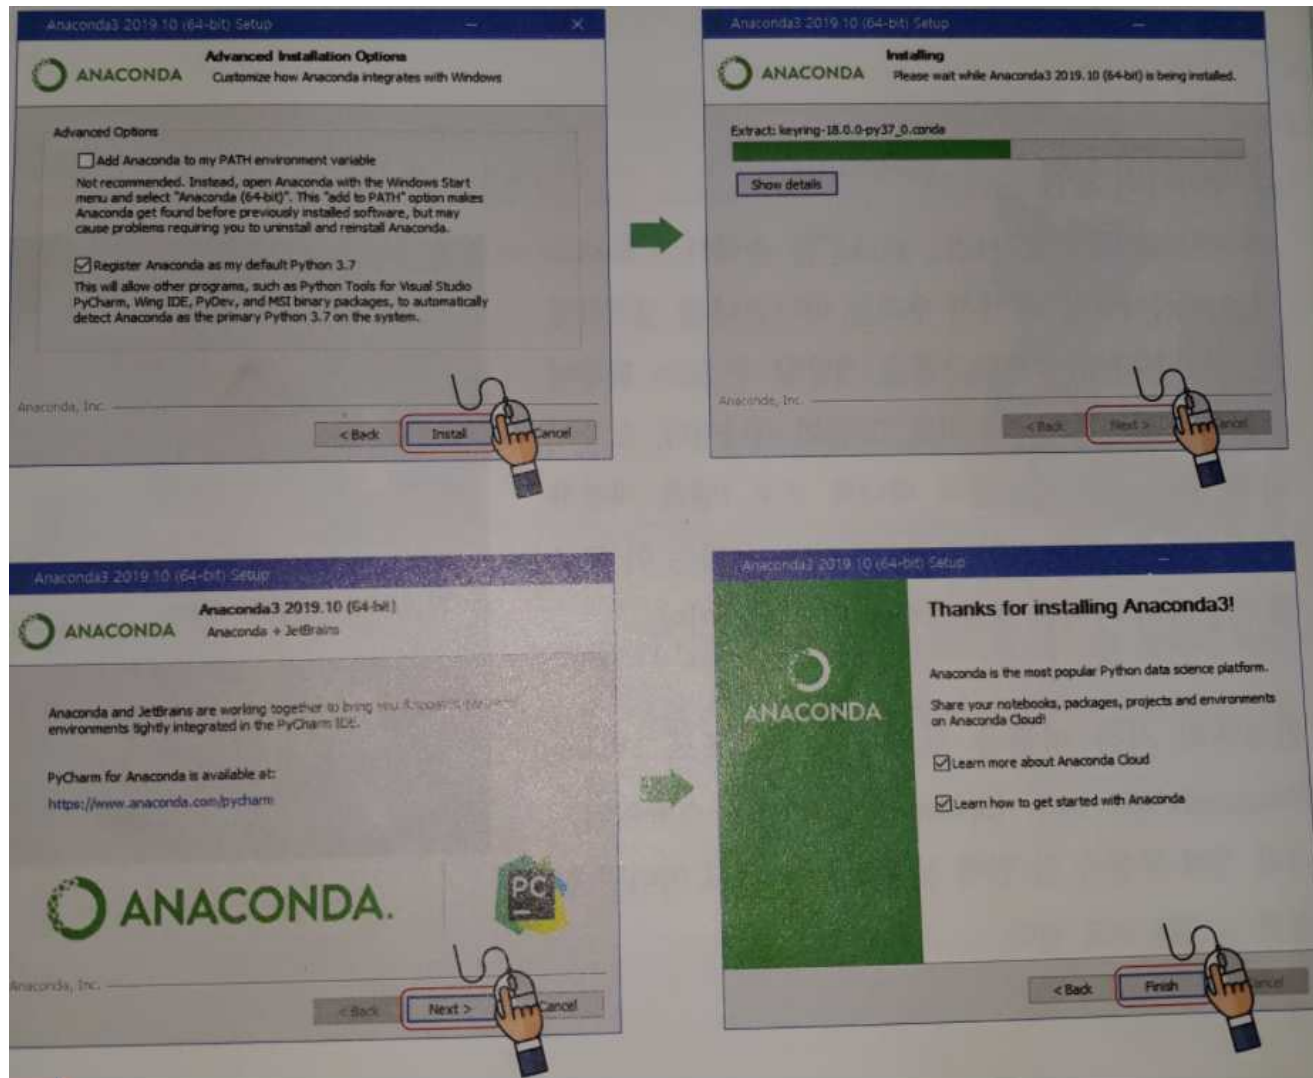 Anaconda3 2019.10 (64-bit) Setup
Advanced Installation Options
ANACONDA
Customize how Anaconda integrates with Windows
Advanced Options
Add Anaconda to my PATH environment variable
Not recommended. Instead, open Anaconda with the Windows Start
menu and select "Anaconda (64-bit)". This "add to PATH" option makes
Anaconda get found before previously installed software, but may
cause problems requiring you to uninstall and reinstall Anaconda.
Register Anaconda as my default Python 3.7
This will allow other programs, such as Python Tools for Visual Studio
PyCharm, Wing IDE, PyDev, and MSI binary packages, to automatically
detect Anaconda as the primary Python 3.7 on the system.
Anaconda, Inc.
< Back Install Cancel
Anaconda3 2019.10 (64-bit) Setup
Installing
ANACONDA
Please wait while Anaconda3 2019.10 (64-bit) is being installed.
Extract: keyring-18.0.0-py37_0.conda
Show details
Anaconda, Inc.
< Back Next > Cancel
Anaconda3 2019.10 (64-bit) Setup
Anaconda3 2019.10 (64-bit)
ANACONDA
Anaconda + JetBrains
Anaconda and JetBrains are working together to bring you
environments tightly integrated in the PyCharm IDE.
PyCharm for Anaconda is available at:
https://www.anaconda.com/pycharm
ANACONDA.
PC
Anaconda, Inc.
< Back Next > Cancel
Anaconda3 2019.10 (64-bit) Setup
Thanks for installing Anaconda3!
ANACONDA
Anaconda is the most popular Python data science platform.
Share your notebooks, packages, projects and environments
on Anaconda Cloud!
Learn more about Anaconda Cloud
Learn how to get started with Anaconda
< Back Finish Cancel